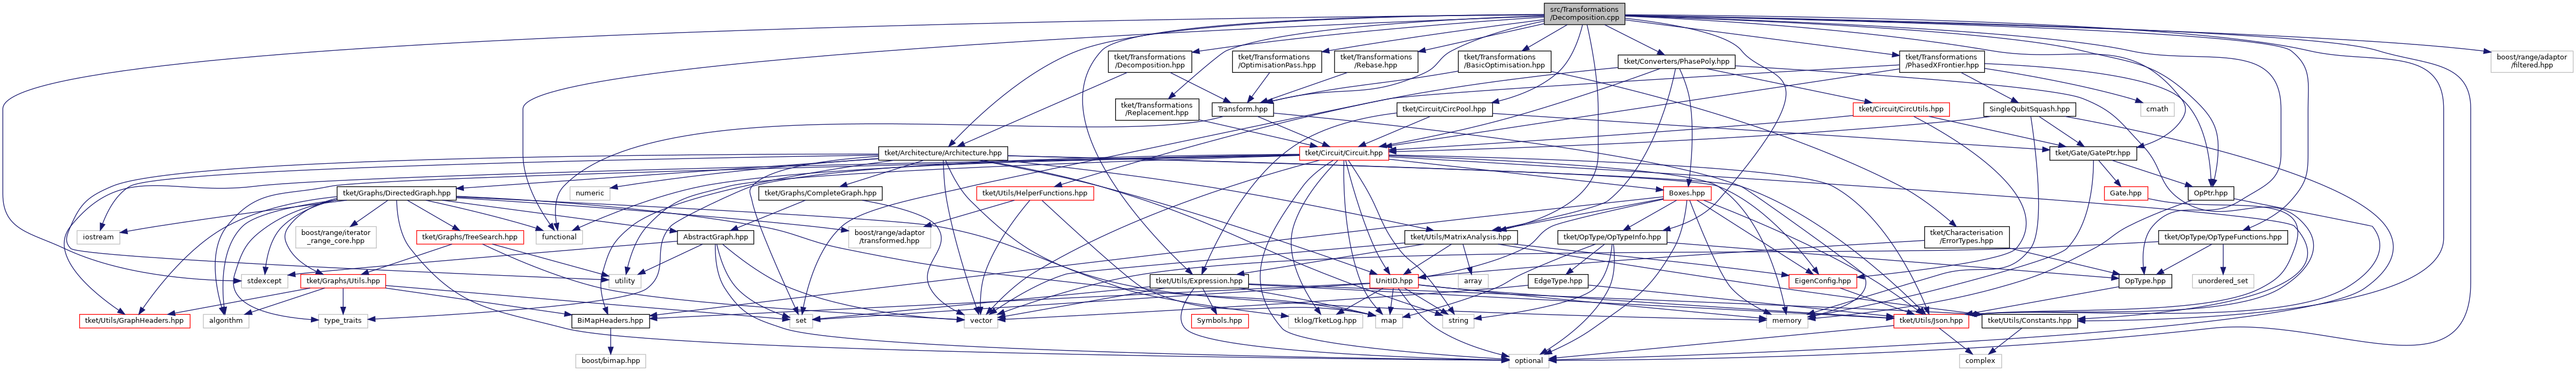 src/Transformations
/Decomposition.cpp
tket/Transformations
/Decomposition.hpp
tket/Transformations
/OptimisationPass.hpp
tket/Transformations
/Rebase.hpp
tket/Transformations
/BasicOptimisation.hpp
tket/Converters/PhasePoly.hpp
tket/Transformations
/PhasedXFrontier.hpp
boost/range/adaptor
/filtered.hpp
tket/Transformations
/Replacement.hpp
Transform.hpp
tket/Circuit/CircPool.hpp
tket/Circuit/CircUtils.hpp
SingleQubitSquash.hpp
cmath
tket/Architecture/Architecture.hpp
tket/Circuit/Circuit.hpp
tket/Gate/GatePtr.hpp
tket/Graphs/DirectedGraph.hpp
numeric
tket/Graphs/CompleteGraph.hpp
tket/Utils/HelperFunctions.hpp
Boxes.hpp
Gate.hpp
OpPtr.hpp
iostream
boost/range/iterator
_range_core.hpp
tket/Graphs/TreeSearch.hpp
functional
AbstractGraph.hpp
boost/range/adaptor
/transformed.hpp
tket/Utils/MatrixAnalysis.hpp
tket/OpType/OpTypeInfo.hpp
tket/Characterisation
/ErrorTypes.hpp
tket/OpType/OpTypeFunctions.hpp
stdexcept
tket/Graphs/Utils.hpp
utility
tket/Utils/Expression.hpp
UnitID.hpp
array
EdgeType.hpp
EigenConfig.hpp
OpType.hpp
unordered_set
tket/Utils/GraphHeaders.hpp
algorithm
type_traits
BiMapHeaders.hpp
set
vector
Symbols.hpp
tklog/TketLog.hpp
map
string
memory
tket/Utils/Json.hpp
tket/Utils/Constants.hpp
boost/bimap.hpp
optional
complex